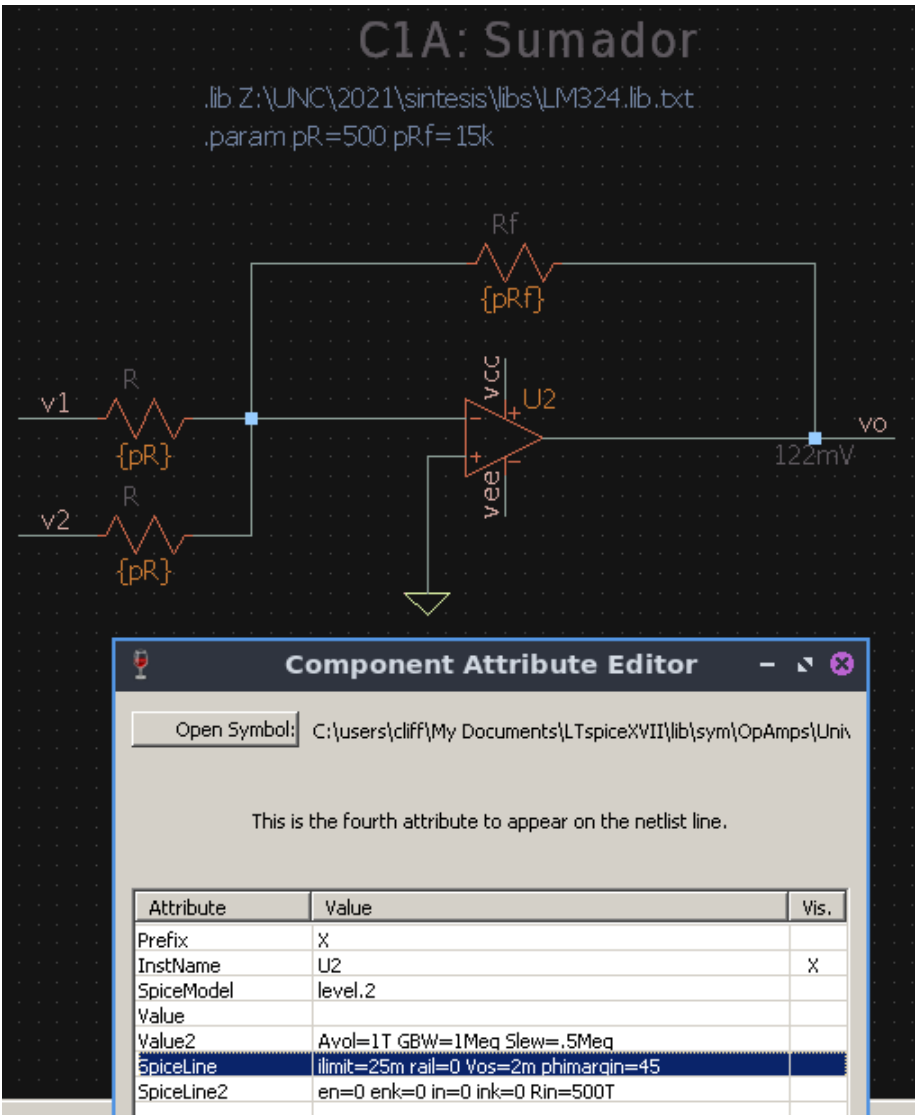 C1A: Sumador
.lib Z:\UNC\2021\sintesis\libs\LM324.lib.txt
.param pR=500 pRf=15k
Rf
{pRf}
vcc
R
U2
v1
vo
{pR}
122mV
R
vee
v2
{pR}
Component Attribute Editor
Open Symbol: C:\users\cliff\My Documents\LTspiceXVII\lib\sym\OpAmps\Univ
This is the fourth attribute to appear on the netlist line.
Attribute Value Vis.
Prefix X
InstName U2 X
SpiceModel level.2
Value
Value2 Avol=1T GBW=1Meg Slew=.5Meg
SpiceLine ilimit=25m rail=0 Vos=2m phimargin=45
SpiceLine2 en=0 enk=0 in=0 ink=0 Rin=500T